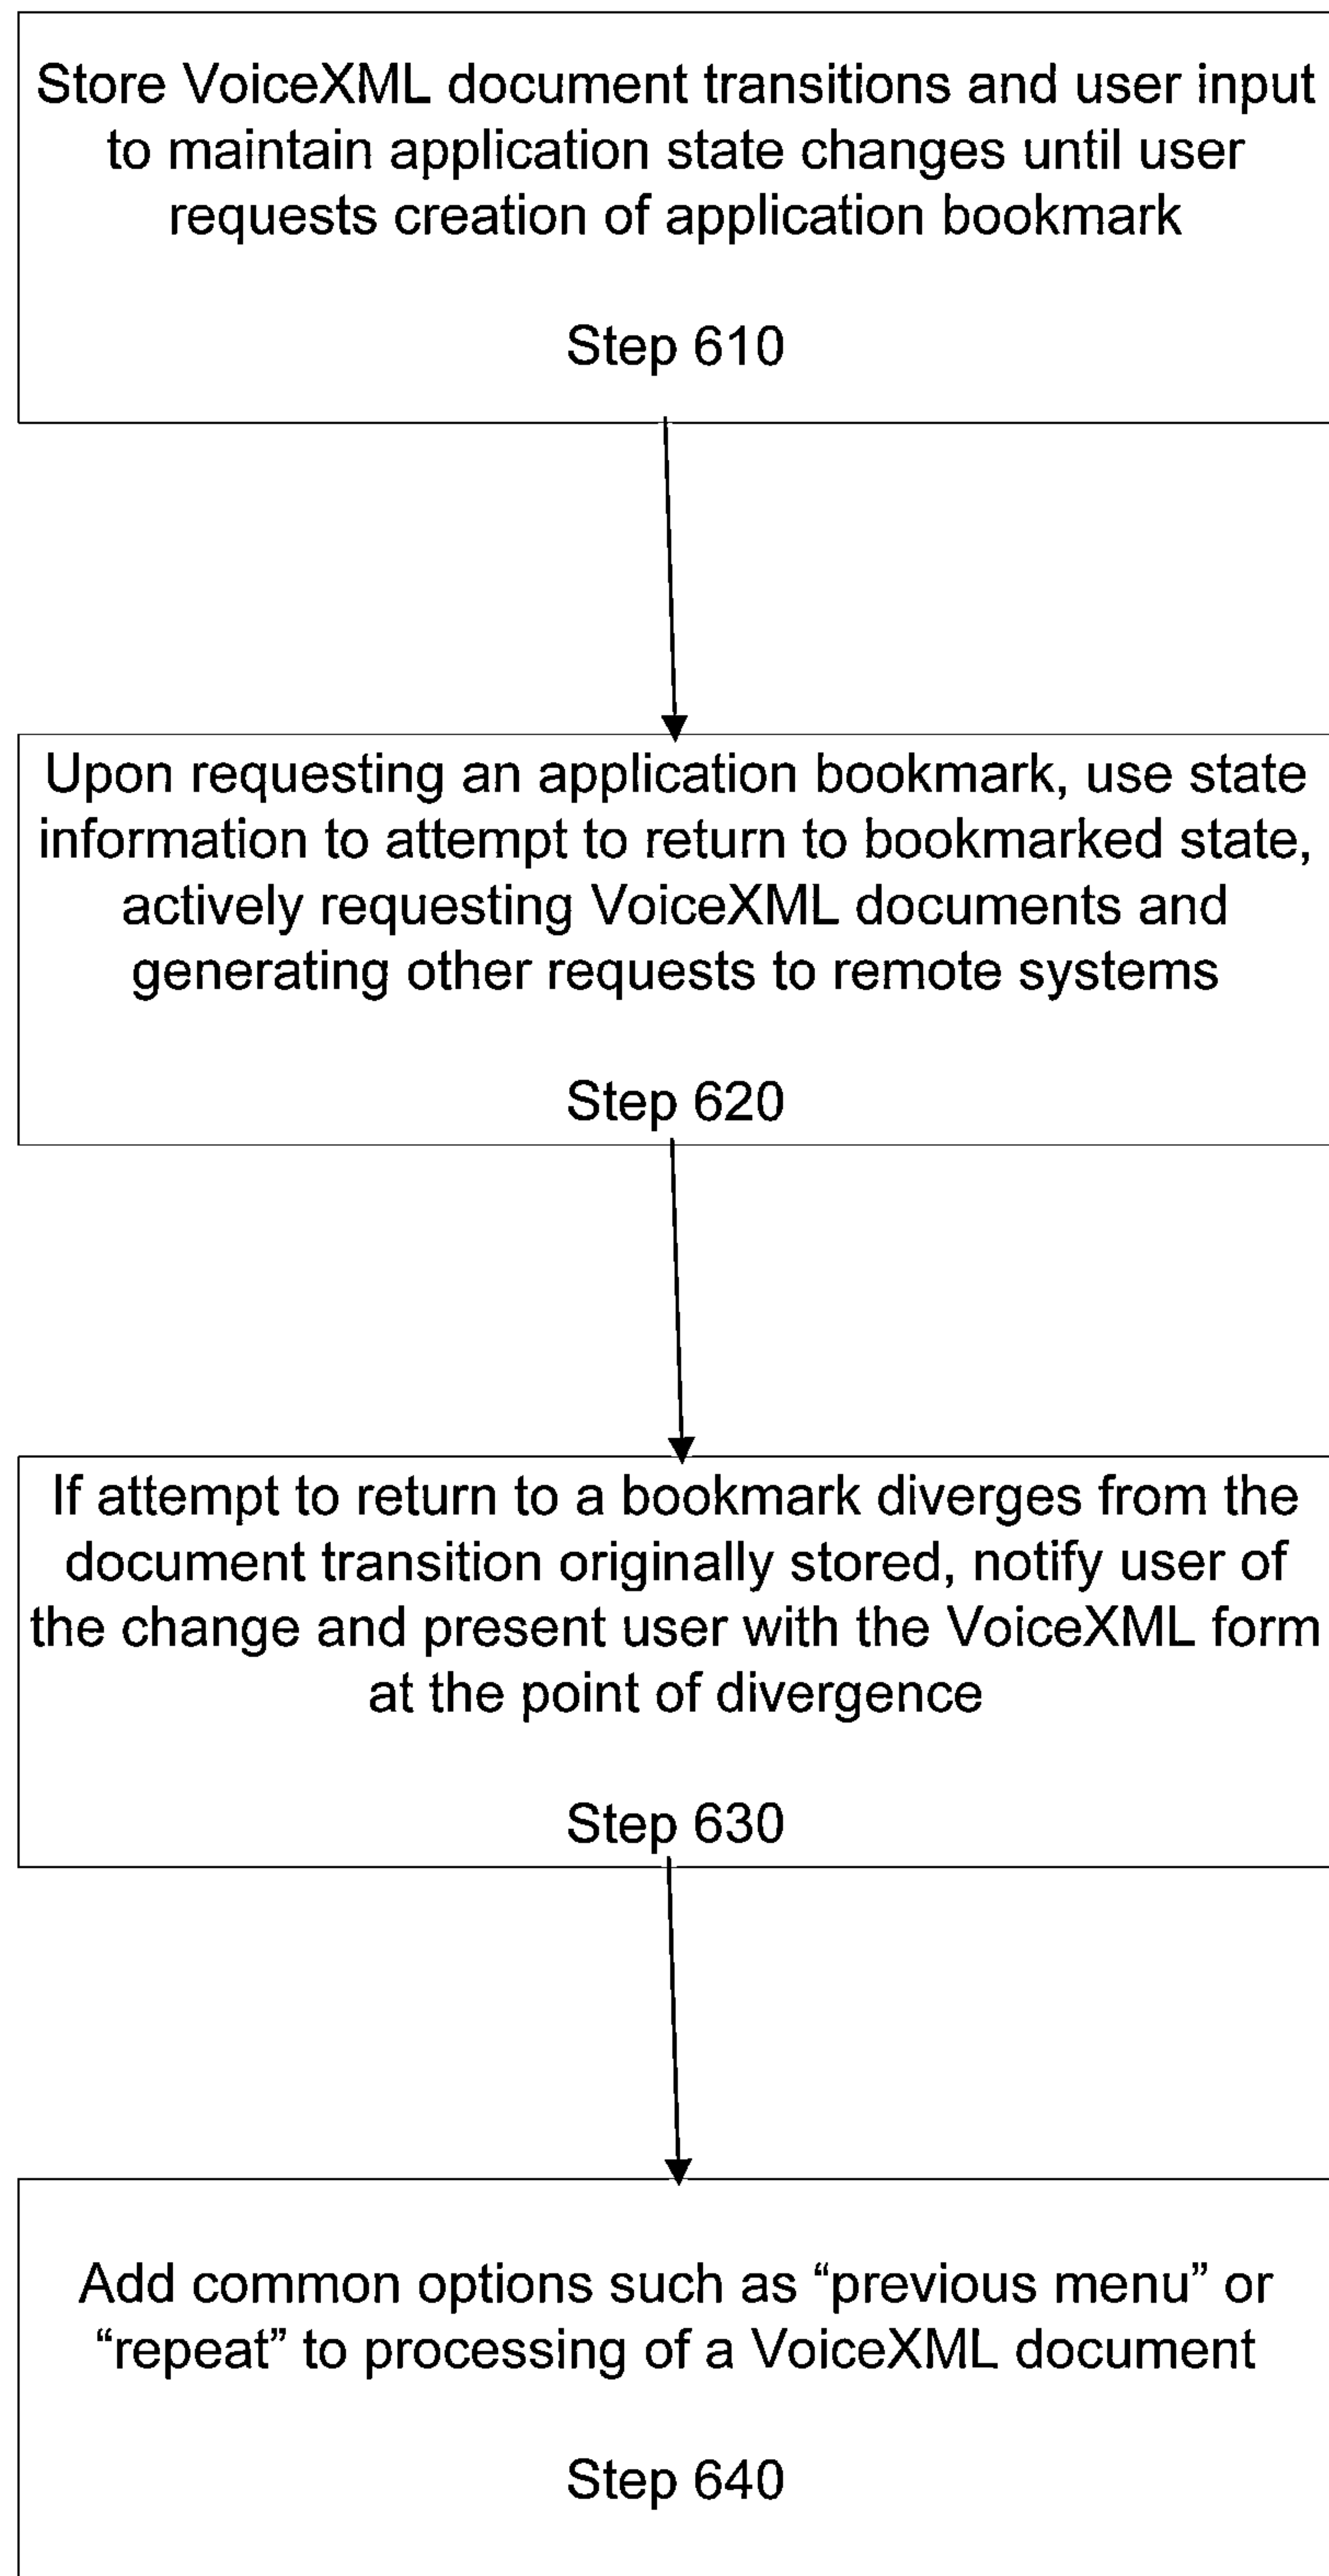 Store VoiceXML document transitions and user input
to maintain application state changes until user
requests creation of application bookmark
Step 610
Upon requesting an application bookmark, use state
information to attempt to return to bookmarked state,
actively requesting VoiceXML documents and
generating other requests to remote systems
Step 620
If attempt to return to a bookmark diverges from the
document transition originally stored, notify user of
the change and present user with the VoiceXML form
at the point of divergence
Step 630
Add common options such as “previous menu” or
“repeat” to processing of a VoiceXML document
Step 640